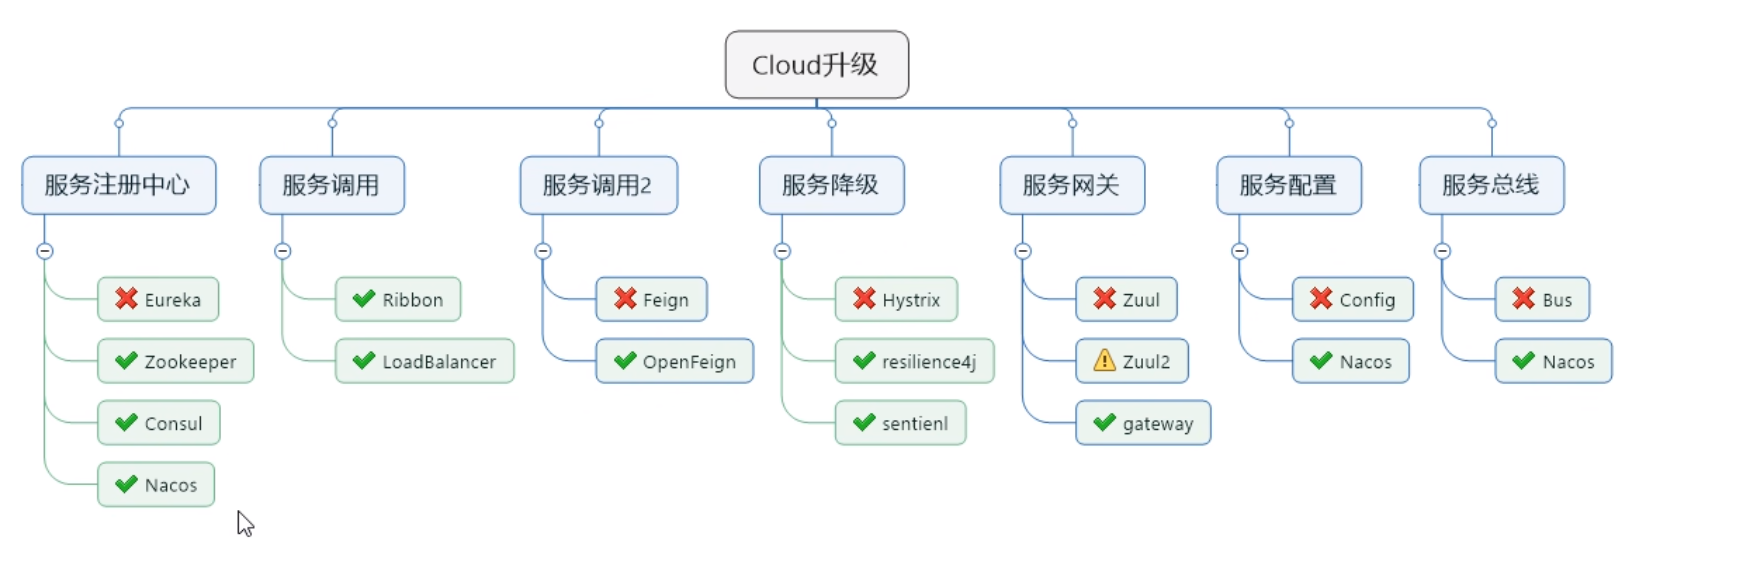 Cloud升级
服务注册中心
服务调用
服务调用2
服务降级
服务网关
服务配置
服务总线
Eureka
Zookeeper
Consul
Nacos
Ribbon
LoadBalancer
Feign
OpenFeign
Hystrix
resilience4j
sentienl
Zuul
Zuul2
gateway
Config
Nacos
Bus
Nacos